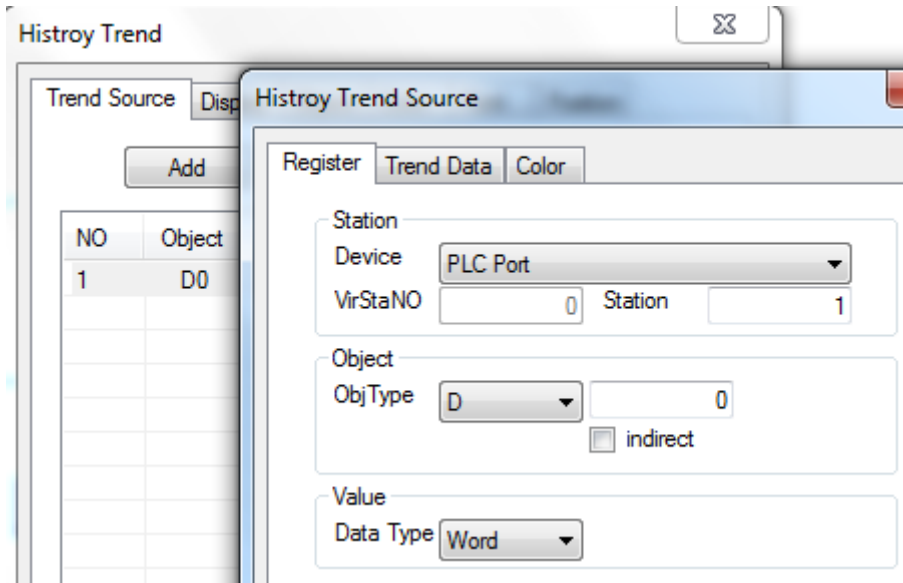 Histroy Trend
Trend Source Disp
Add
NO Object
1 D0
Histroy Trend Source
Register Trend Data Color
Station
Device PLC Port
VirStaNO 0 Station 1
Object
ObjType D 0
indirect
Value
Data Type Word